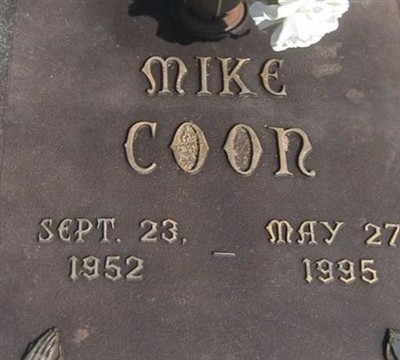 MIKE
COON
SEPT. 23, MAY 27
1952 – 1995